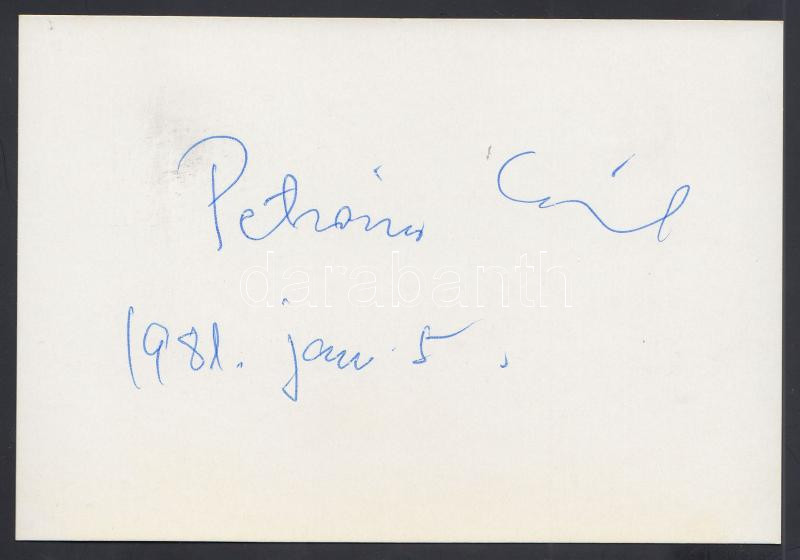 Petrovics Emil
darabanth
1981. jan 5.